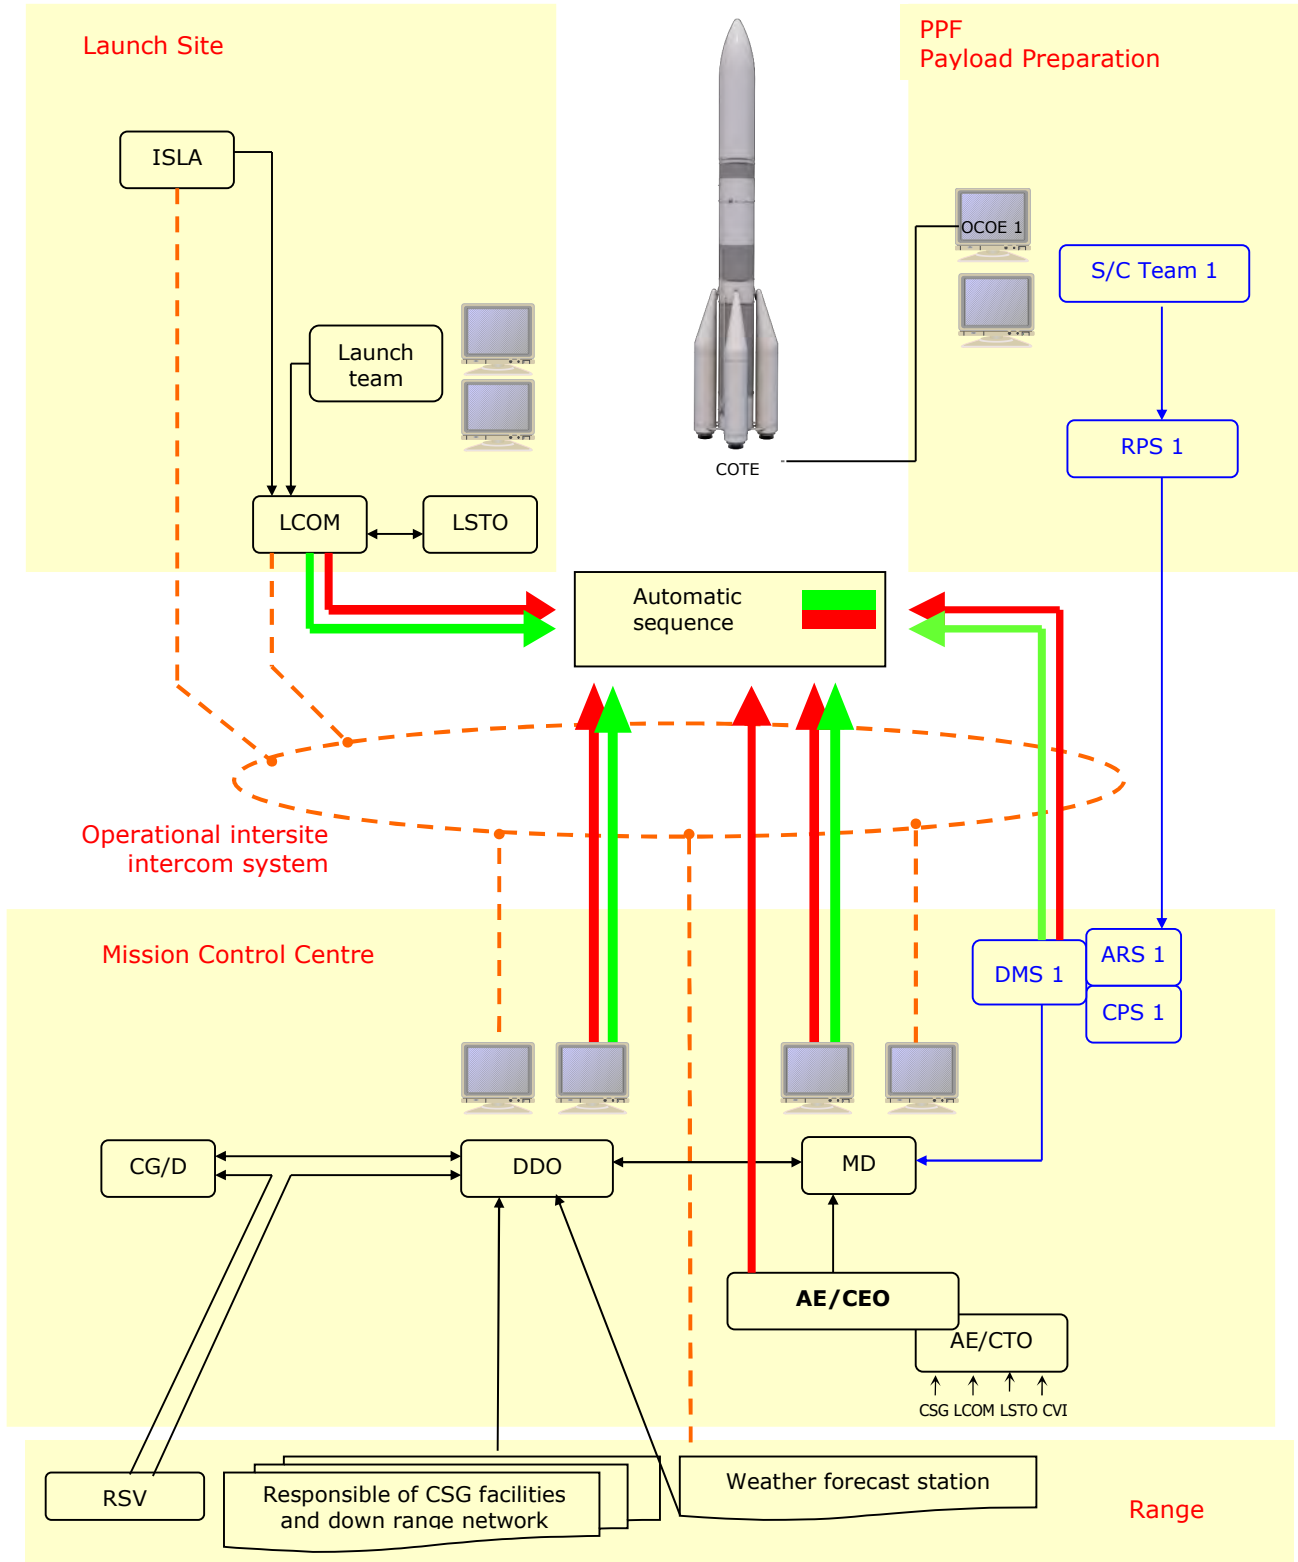 Launch Site
PPF
Payload Preparation
ISLA
OCOE 1
S/C Team 1
Launch
team
RPS 1
COTE
LCOM
LSTO
Automatic
sequence
Operational intersite
intercom system
Mission Control Centre
DMS 1
ARS 1
CPS 1
CG/D
DDO
MD
AE/CEO
AE/CTO
CSG LCOM LSTO CVI
RSV
Responsible of CSG facilities
and down range network
Weather forecast station
Range